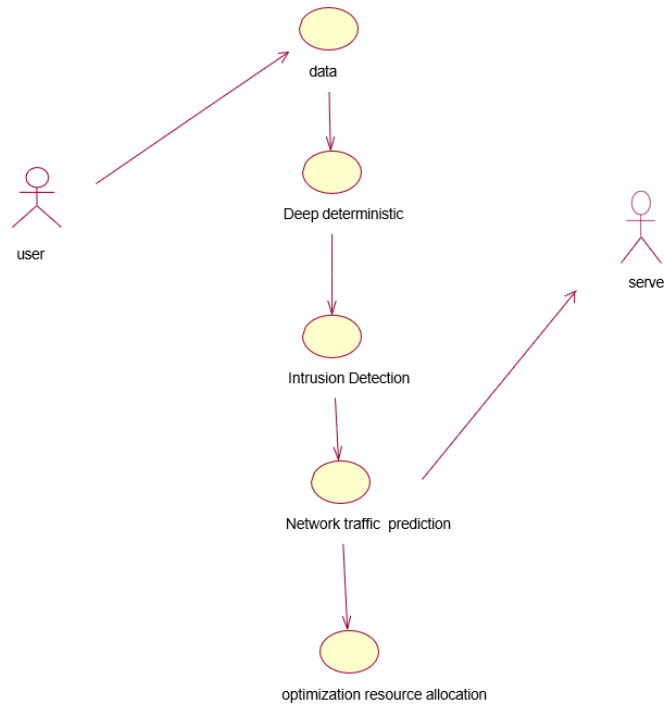 data
Deep deterministic
user
serve
Intrusion Detection
Network traffic prediction
optimization resource allocation